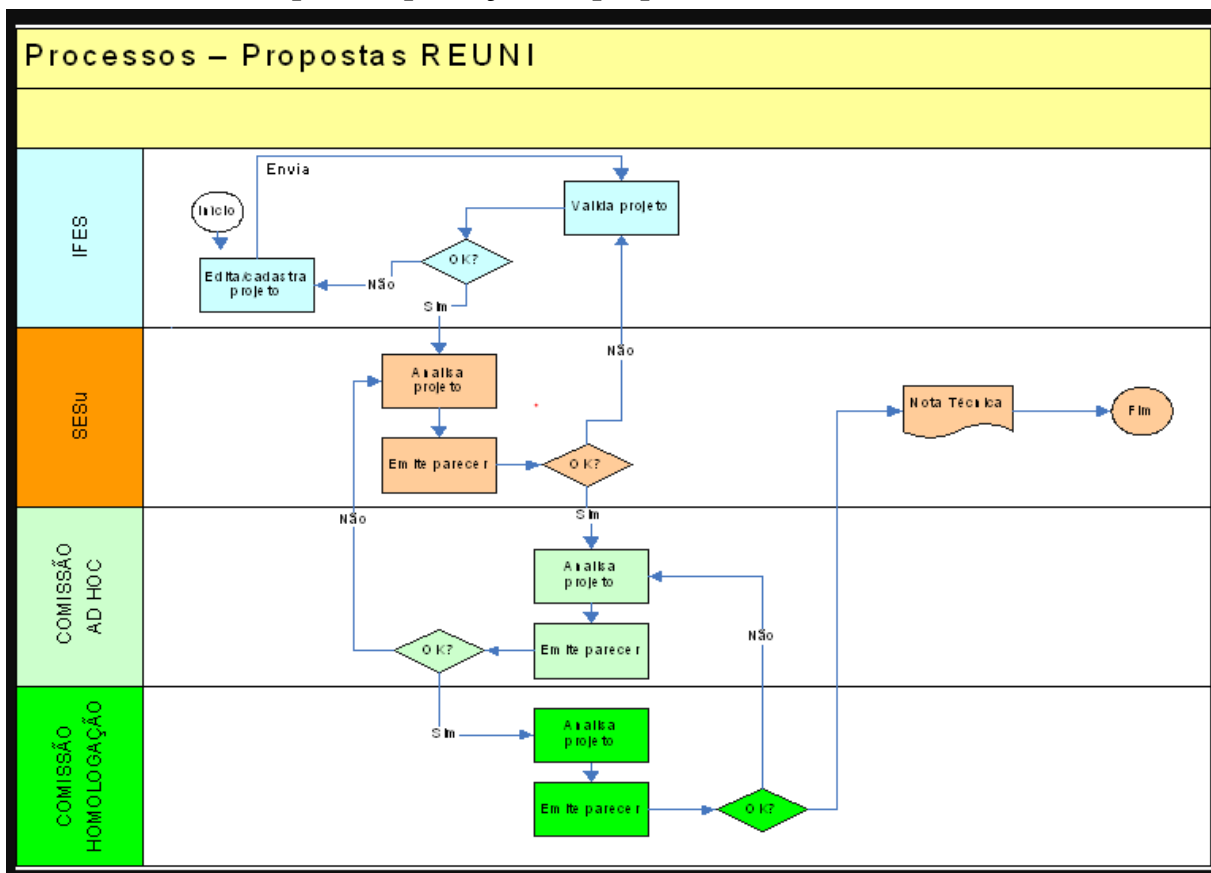 Processos – Propostas REUNI
IFES
Início
Envia
Valida projeto
OK?
Edita/cadastra
projeto
Não
Sim
SESu
Analisa
projeto
Não
Nota Técnica
Fim
Emite parecer
OK?
Não
Sim
COMISSÃO
AD HOC
Analisa
projeto
Não
OK?
Emite parecer
COMISSÃO
HOMOLOGAÇÃO
Sim
Analisa
projeto
Emite parecer
OK?